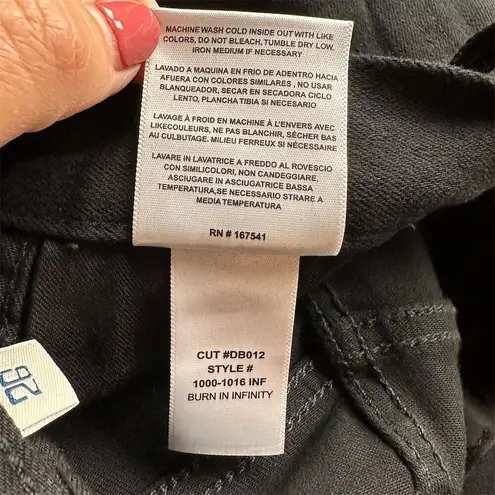 MACHINE WASH COLD INSIDE OUT WITH LIKE
COLORS, DO NOT BLEACH, TUMBLE DRY LOW,
IRON MEDIUM IF NECESSARY
LAVADO A MAQUINA EN FRIO DE ADENTRO HACIA
AFUERA CON COLORES SIMILARES , NO USAR
BLANQUEADOR, SECAR EN SECADORA CICLO
LENTO, PLANCHA TIBIA SI NECESARIO
LAVAGE À FROID EN MACHINE À L'ENVERS AVEC
LIKECOULEURS, NE PAS BLANCHIR, SÉCHER BAS
AU CULBUTAGE. MILIEU FERREUX SI NÉCESSAIRE
LAVARE IN LAVATRICE A FREDDO AL ROVESCIO
CON SIMILI COLORI, NON CANDEGGIARE.
ASCIUGARE IN ASCIUGATRICE BASSA
TEMPERATURA,SE NECESSARIO STRARE A
MEDIA TEMPERATURA
RN # 167541
CUT #DB012
STYLE #
1000-1016 INF
BURN IN INFINITY
26